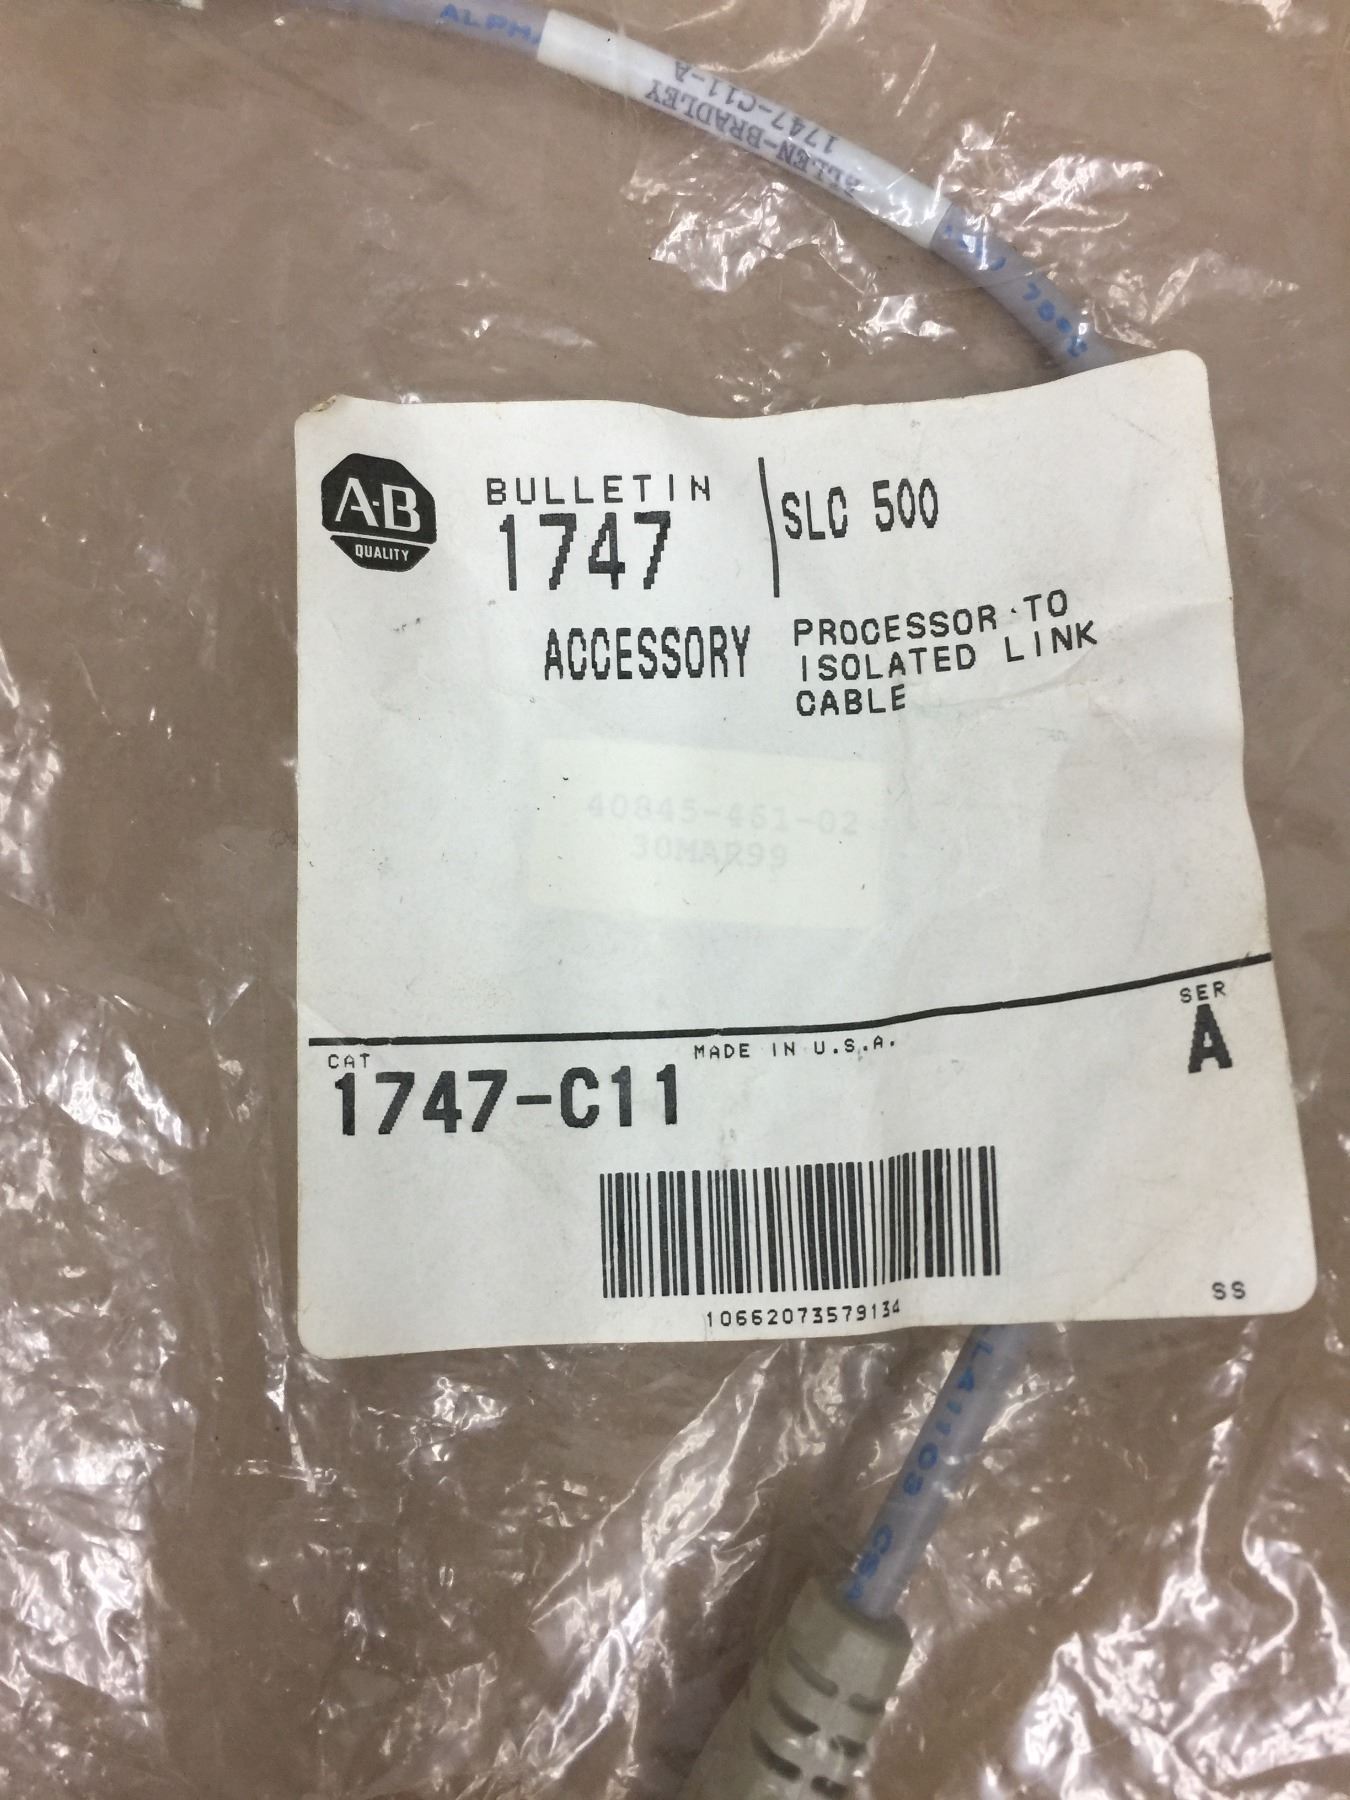 ALPHA
ALLEN-BRADLEY
1747-C11-A
A-B
QUALITY
BULLETIN
1747
SLC 500
ACCESSORY
PROCESSOR TO
ISOLATED LINK
CABLE
40845-461-02
30MAR99
CAT
1747-C11
MADE IN U.S.A.
SER
A
10662073579134
SS